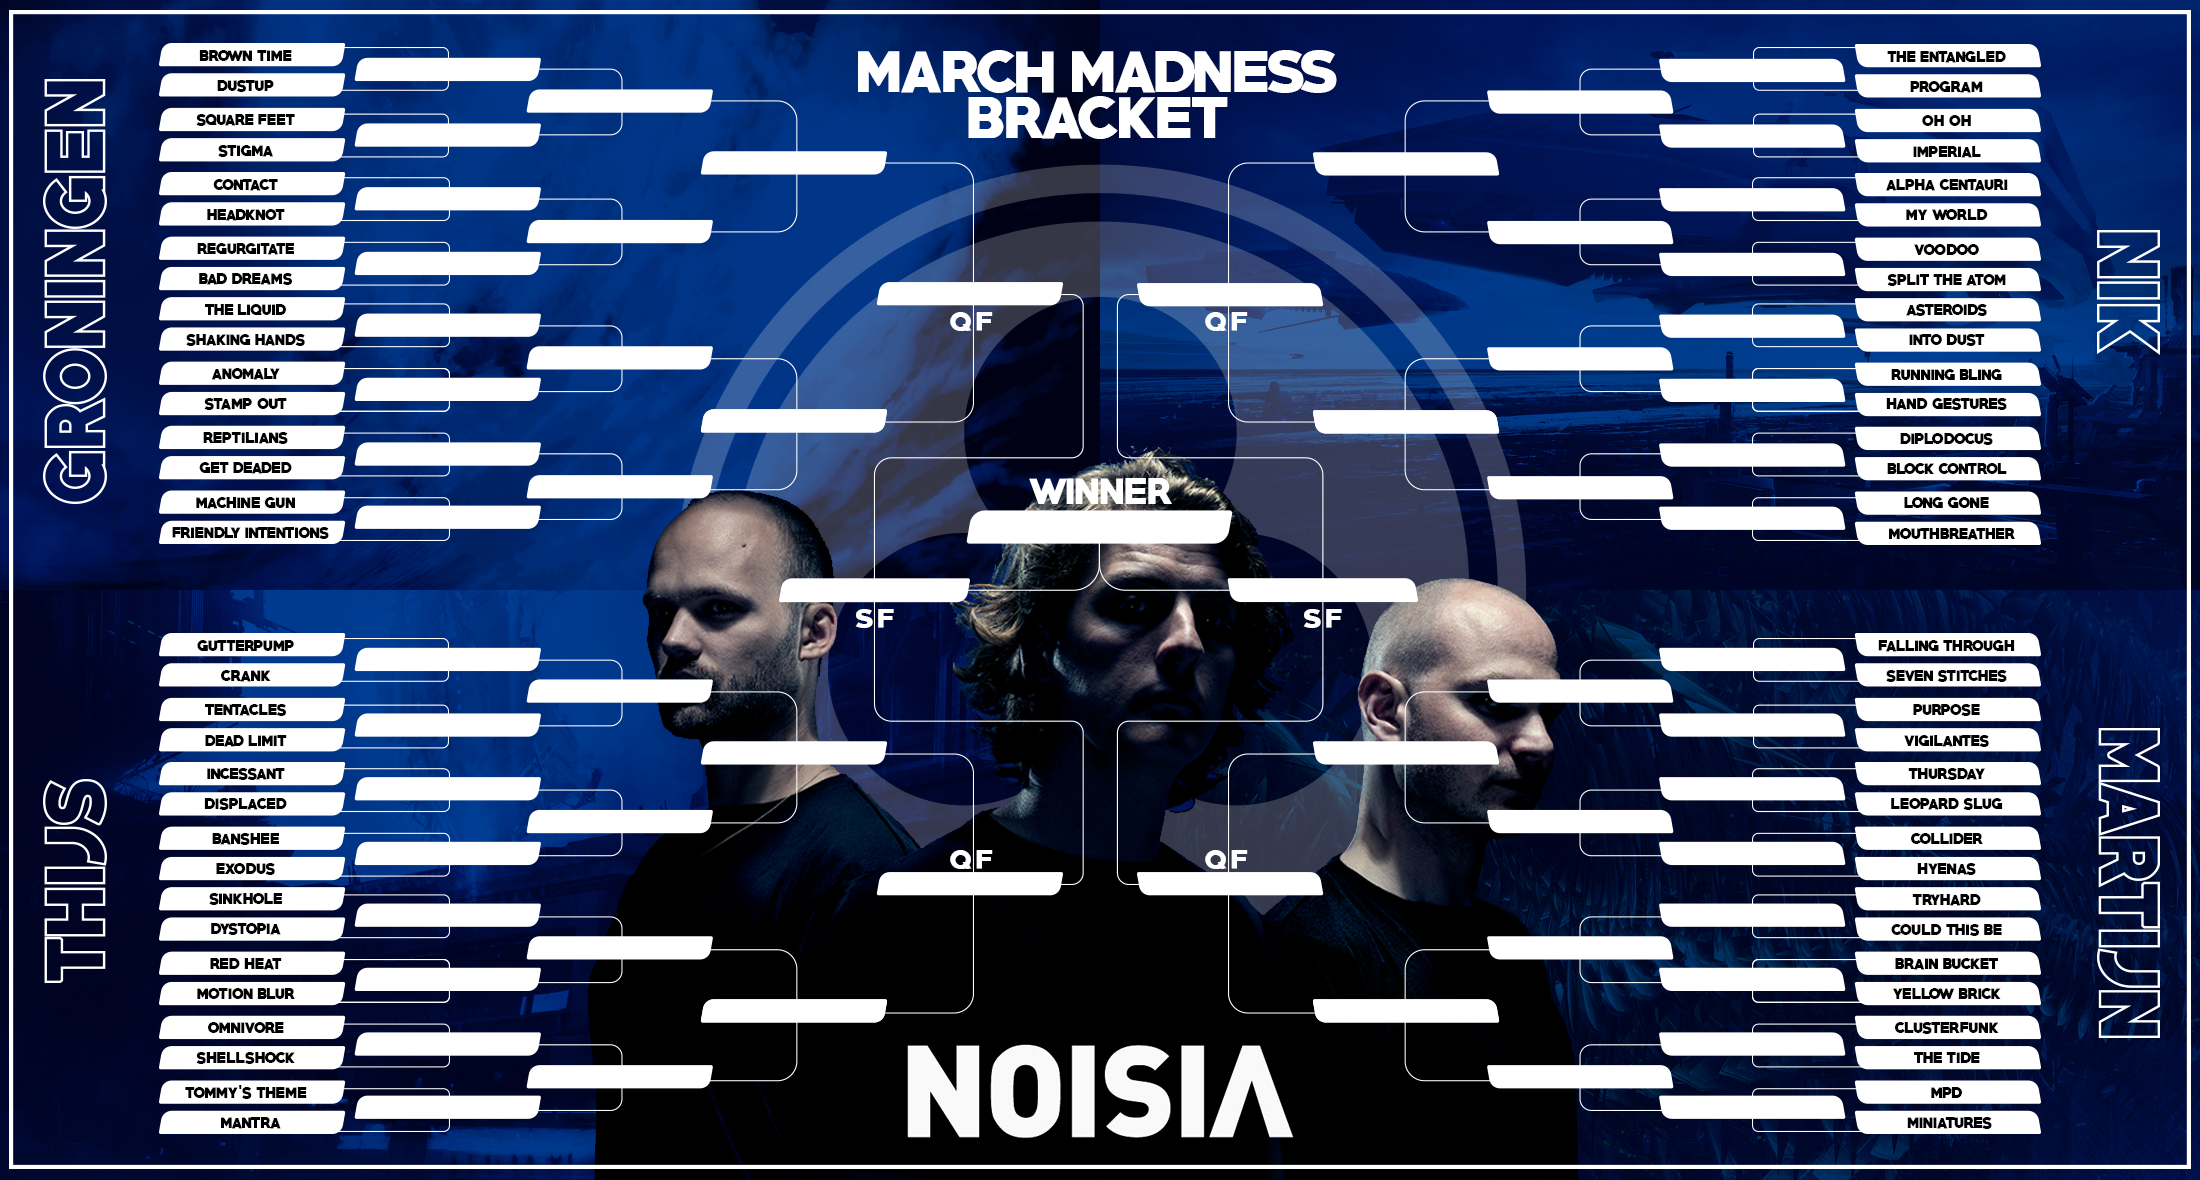 MARCH MADNESS
BRACKET
GRONINGEN
BROWN TIME
DUSTUP
SQUARE FEET
STIGMA
CONTACT
HEADKNOT
REGURGITATE
BAD DREAMS
THE LIQUID
SHAKING HANDS
ANOMALY
STAMP OUT
REPTILIANS
GET DEADED
MACHINE GUN
FRIENDLY INTENTIONS
THIJS
GUTTERPUMP
CRANK
TENTACLES
DEAD LIMIT
INCESSANT
DISPLACED
BANSHEE
EXODUS
SINKHOLE
DYSTOPIA
RED HEAT
MOTION BLUR
OMNIVORE
SHELLSHOCK
TOMMY'S THEME
MANTRA
QF
QF
WINNER
SF
SF
QF
QF
NOISIA
NIK
THE ENTANGLED
PROGRAM
OH OH
IMPERIAL
ALPHA CENTAURI
MY WORLD
VOODOO
SPLIT THE ATOM
ASTEROIDS
INTO DUST
RUNNING BLING
HAND GESTURES
DIPLODOCUS
BLOCK CONTROL
LONG GONE
MOUTHBREATHER
MARTIJN
FALLING THROUGH
SEVEN STITCHES
PURPOSE
VIGILANTES
THURSDAY
LEOPARD SLUG
COLLIDER
HYENAS
TRYHARD
COULD THIS BE
BRAIN BUCKET
YELLOW BRICK
CLUSTERFUNK
THE TIDE
MPD
MINIATURES